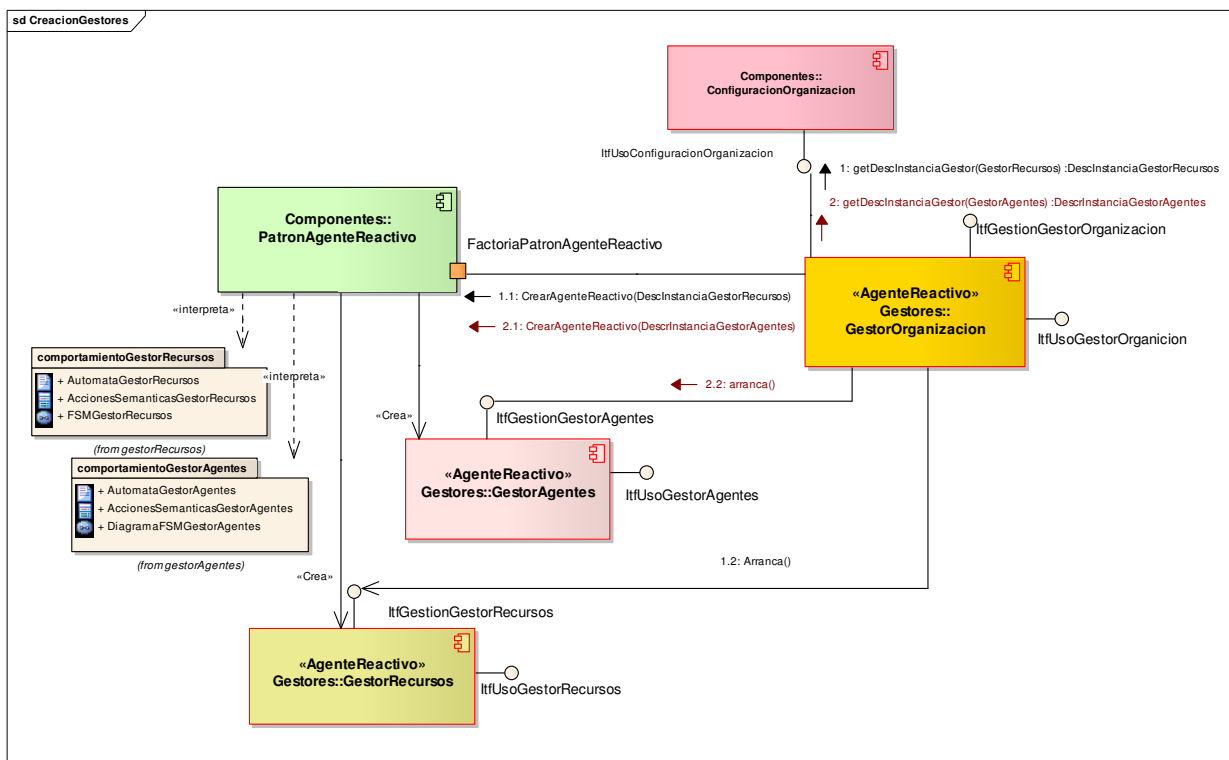 sd CreacionGestores
Componentes::
ConfiguracionOrganizacion
ItfUsoConfiguracionOrganizacion
1: getDescInstanciaGestor(GestorRecursos) :DescInstanciaGestorRecursos
2: getDescInstanciaGestor(GestorAgentes) :DescrInstanciaGestorAgentes
ItfGestionGestorOrganizacion
Componentes::
PatronAgenteReactivo
FactoriaPatronAgenteReactivo
«AgenteReactivo»
Gestores::
GestorOrganizacion
ItfUsoGestorOrganicion
1.1: CrearAgenteReactivo(DescInstanciaGestorRecursos)
2.1: CrearAgenteReactivo(DescrInstanciaGestorAgentes)
«interpreta»
comportamientoGestorRecursos
+ AutomataGestorRecursos
+ AccionesSemanticasGestorRecursos
+ FSMGestorRecursos
(from gestorRecursos)
«interpreta»
2.2: arranca()
«Crea»
ItfGestionGestorAgentes
«AgenteReactivo»
Gestores::GestorAgentes
ItfUsoGestorAgentes
comportamientoGestorAgentes
+ AutomataGestorAgentes
+ AccionesSemanticasGestorAgentes
+ DiagramaFSMGestorAgentes
(from gestorAgentes)
1.2: Arranca()
«Crea»
ItfGestionGestorRecursos
«AgenteReactivo»
Gestores::GestorRecursos
ItfUsoGestorRecursos